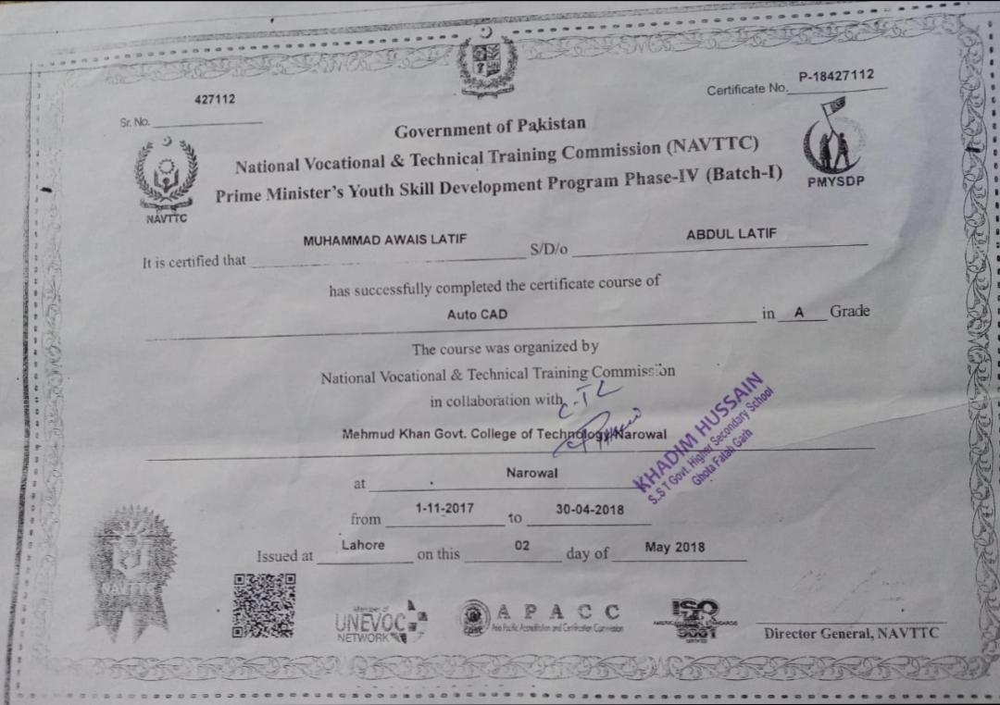 427112
Sr. No.
P-18427112
Certificate No.
Government of Pakistan
National Vocational & Technical Training Commission (NAVTTC)
Prime Minister's Youth Skill Development Program Phase-IV (Batch-I)
NAVTTC
PMYSDP
It is certified that MUHAMMAD AWAIS LATIF S/D/o ABDUL LATIF
has successfully completed the certificate course of
Auto CAD in A Grade
The course was organized by
National Vocational & Technical Training Commission
in collaboration with
C.T.L
Mehmud Khan Govt. College of Technology Narowal
KHADIM HUSSAIN
S.S.T Govt. Higher Secondary School
Ghota Fatah Garh
at Narowal
from 1-11-2017 to 30-04-2018
Issued at Lahore on this 02 day of May 2018
NAVTTC
Member of
UNEVOC
NETWORK
APACC
Asia Pacific Accreditation and Certification Commission
ISO
9001
Director General, NAVTTC